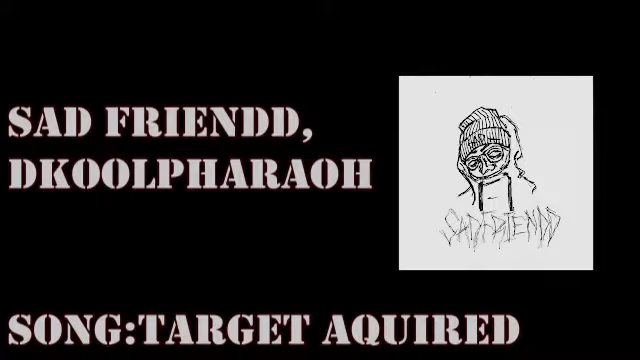 SAD FRIENDD,
DKOOLPHARAOH
SADFRIENDD
SONG:TARGET AQUIRED